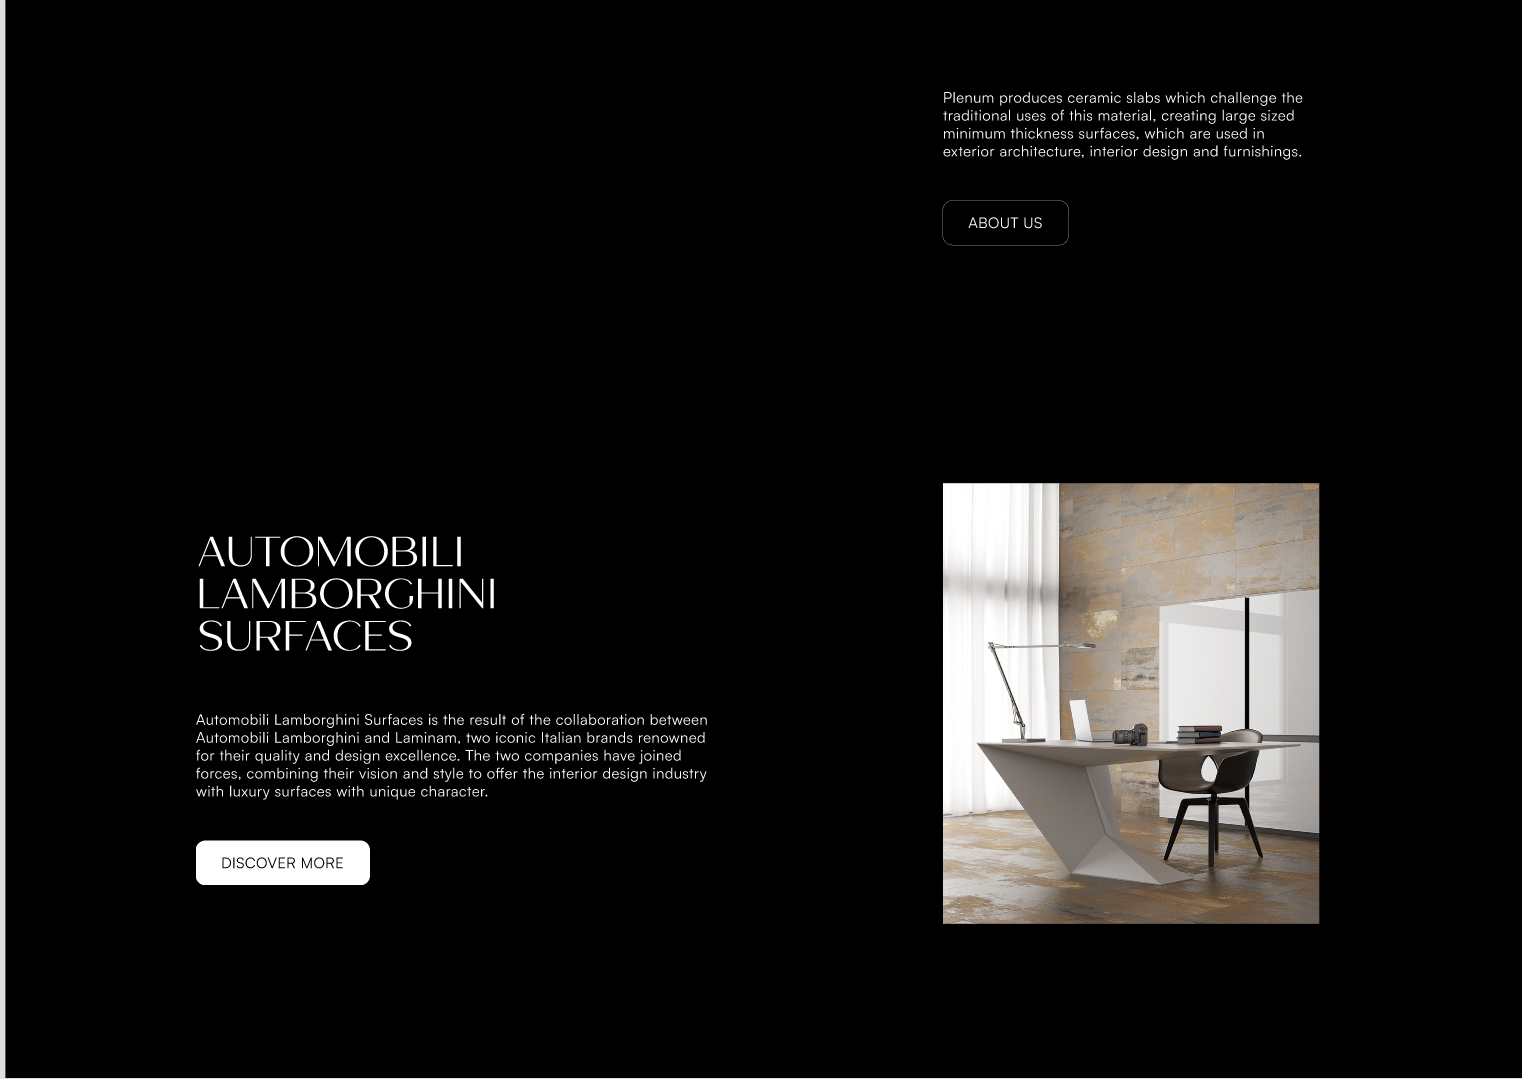 Plenum produces ceramic slabs which challenge the
traditional uses of this material, creating large sized
minimum thickness surfaces, which are used in
exterior architecture, interior design and furnishings.
ABOUT US
AUTOMOBILI
LAMBORGHINI
SURFACES
Automobili Lamborghini Surfaces is the result of the collaboration between
Automobili Lamborghini and Laminam, two iconic Italian brands renowned
for their quality and design excellence. The two companies have joined
forces, combining their vision and style to offer the interior design industry
with luxury surfaces with unique character.
DISCOVER MORE